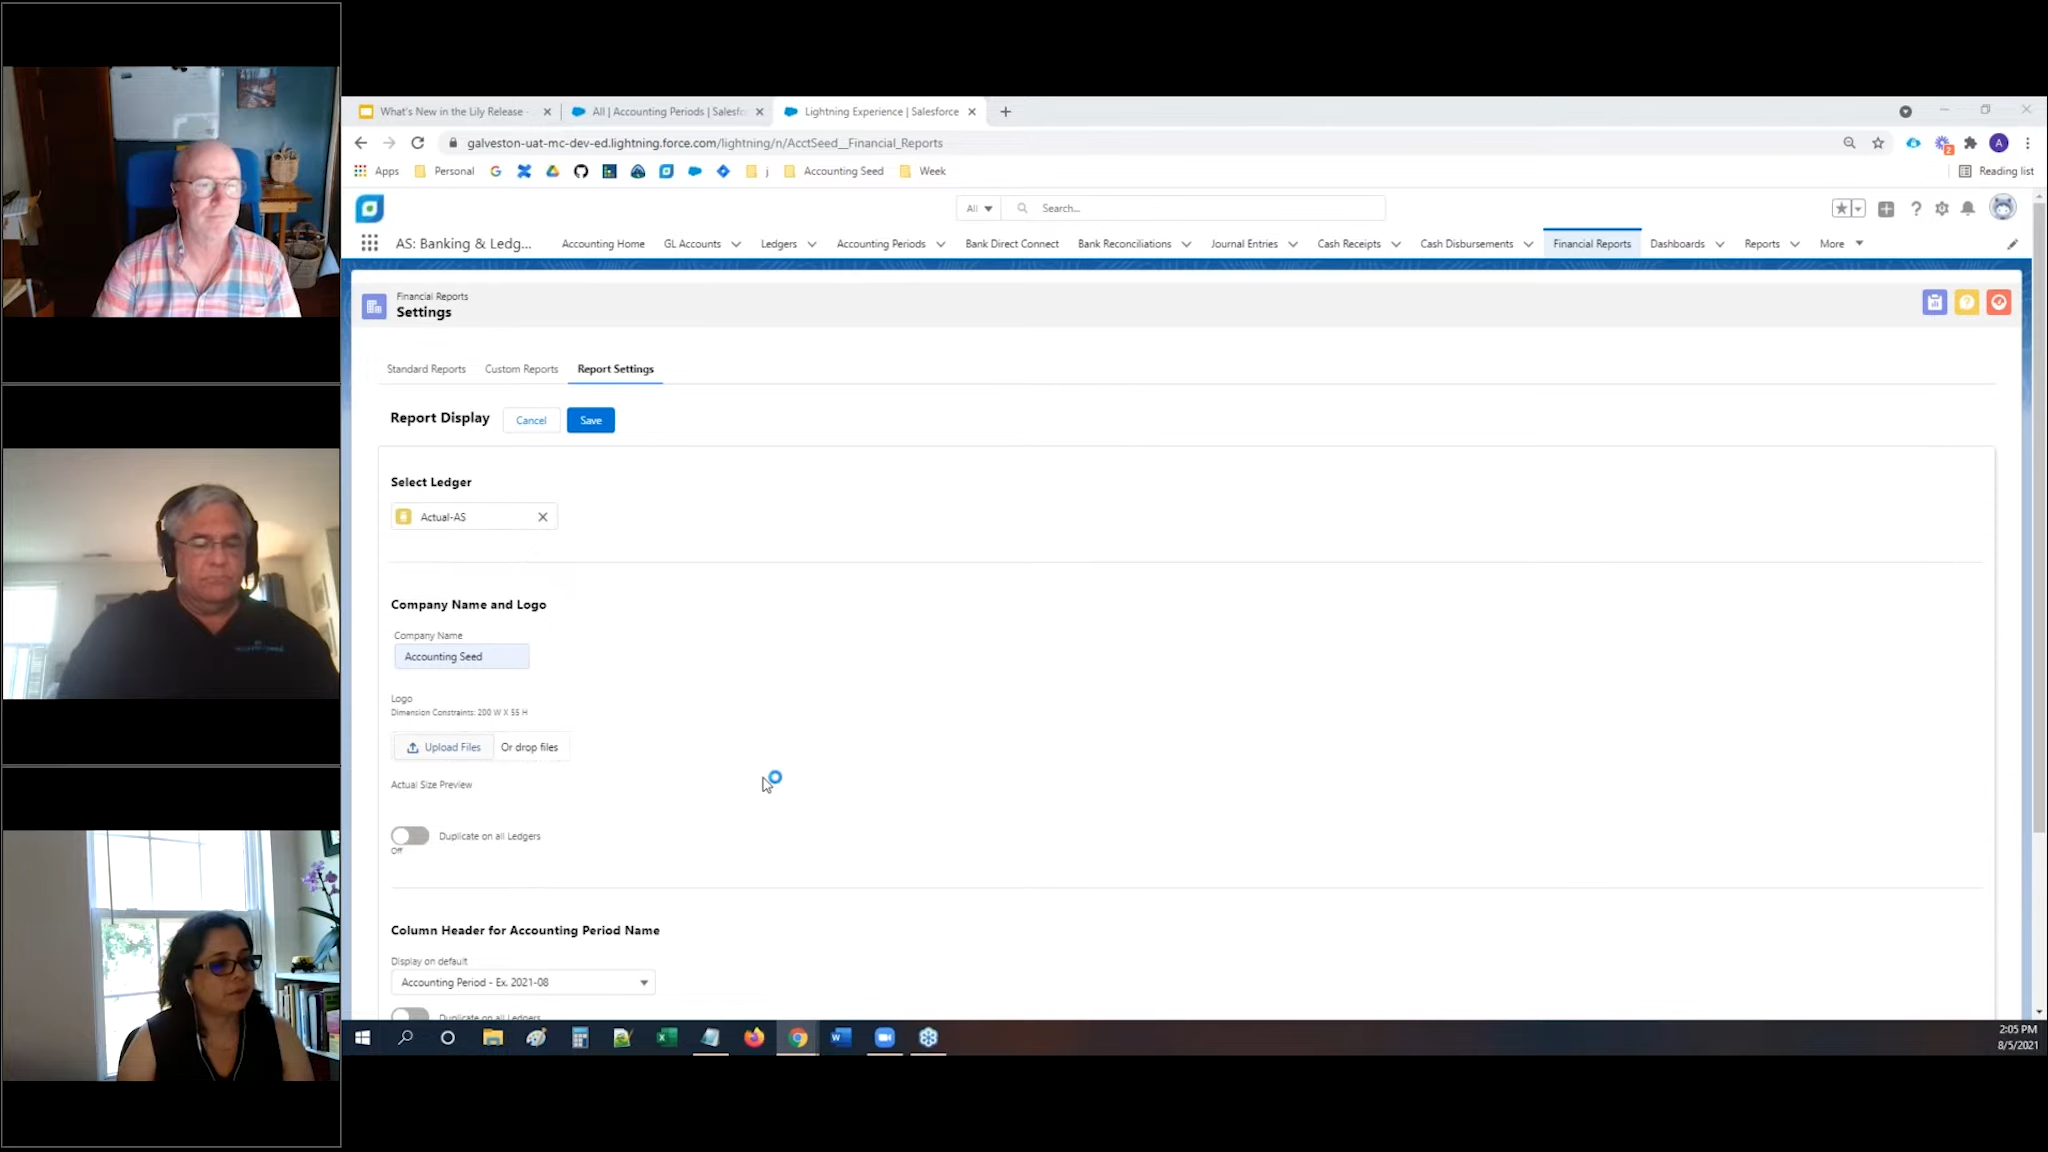 What's New in the Lily Release -
All | Accounting Periods | Salesfo
Lightning Experience | Salesforce
galveston-uat-mc-dev-ed.lightning.force.com/lightning/n/AcctSeed__Financial_Reports
Apps
Personal
j
Accounting Seed
Week
Reading list
All
Search...
AS: Banking & Ledg...
Accounting Home
GL Accounts
Ledgers
Accounting Periods
Bank Direct Connect
Bank Reconciliations
Journal Entries
Cash Receipts
Cash Disbursements
Financial Reports
Dashboards
Reports
More
Financial Reports
Settings
Standard Reports
Custom Reports
Report Settings
Report Display
Cancel
Save
Select Ledger
Actual-AS
Company Name and Logo
Company Name
Accounting Seed
Logo
Dimension Constraints: 200 W X 55 H
Upload Files
Or drop files
Actual Size Preview
Duplicate on all Ledgers
Off
Column Header for Accounting Period Name
Display on default
Accounting Period - Ex. 2021-08
Duplicate on all Ledgers
2:05 PM
8/5/2021